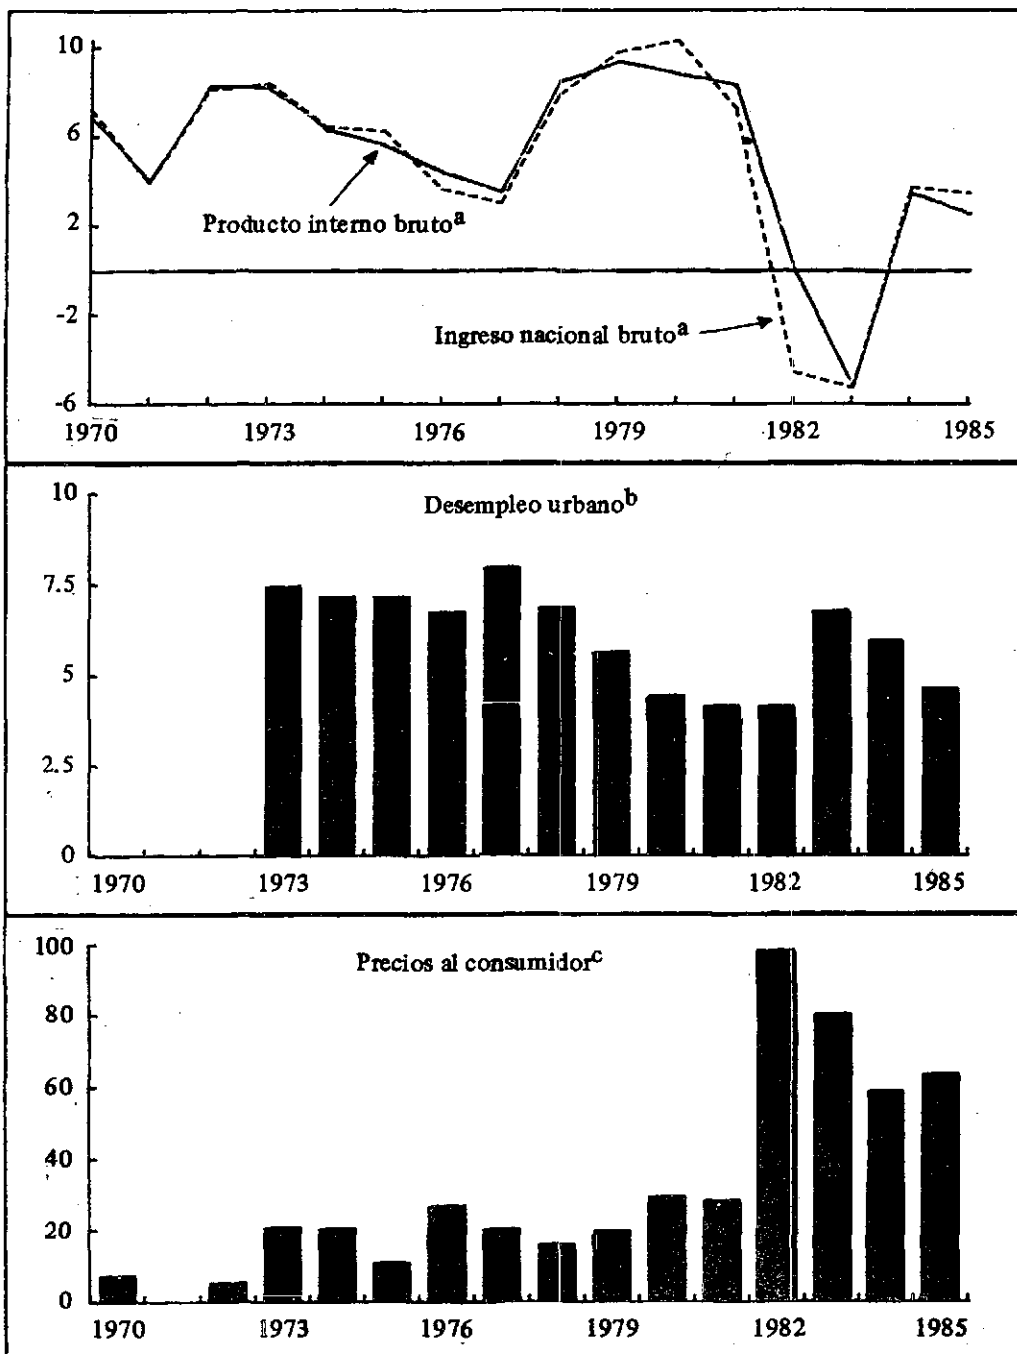 10
6
2
-2
-6
Producto interno bruto^a
Ingreso nacional bruto^a
1970 1973 1976 1979 1982 1985
Desempleo urbano^b
10
7.5
5
2.5
0
1970 1973 1976 1979 1982 1985
Precios al consumidor^c
100
80
60
40
20
0
1970 1973 1976 1979 1982 1985